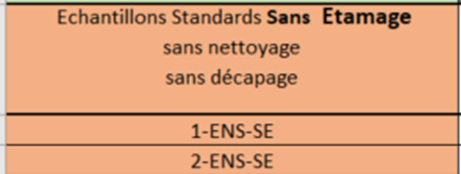 Echantillons Standards Sans Etamage
sans nettoyage
sans décapage
1-ENS-SE
2-ENS-SE